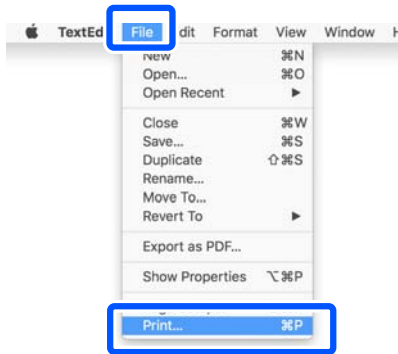 TextEd File dit Format View Window H
New ⌘N
Open... ⌘O
Open Recent ▶
Close ⌘W
Save... ⌘S
Duplicate ⇧⌘S
Rename...
Move To...
Revert To ▶
Export as PDF...
Show Properties ⌥⌘P
Print... ⌘P